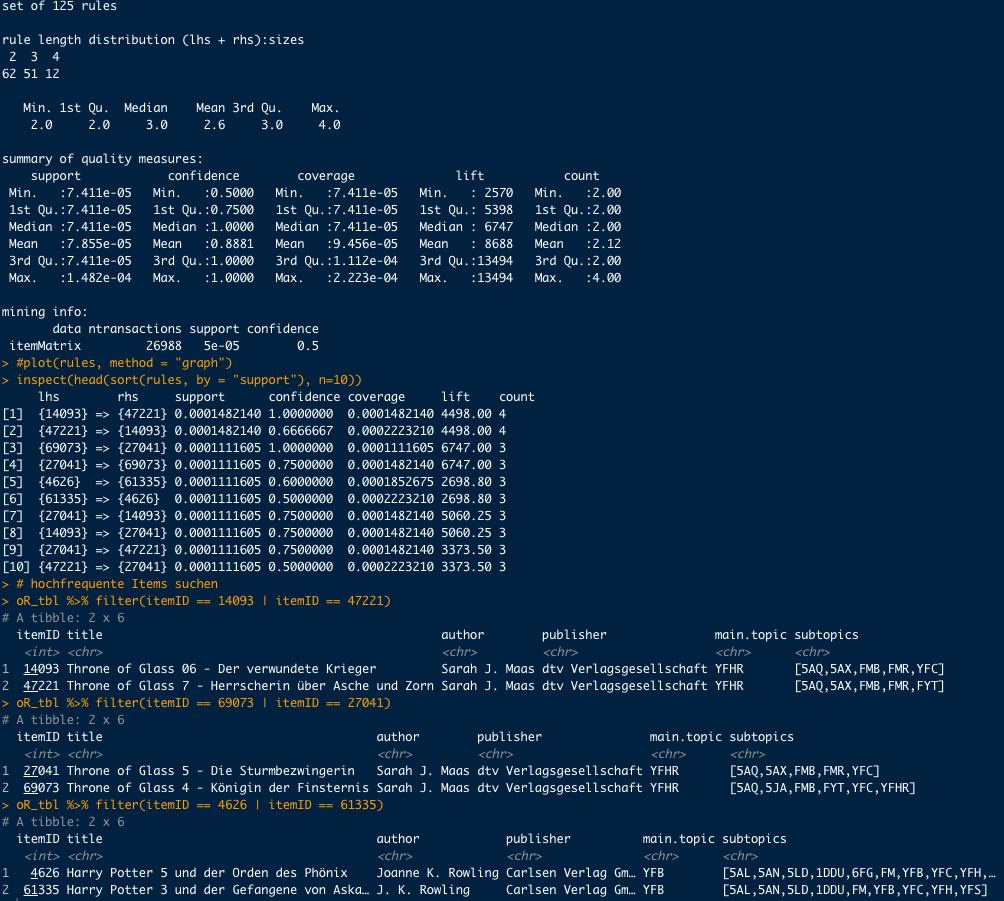 set of 125 rules
rule length distribution (lhs + rhs):sizes
 2  3  4
62 51 12
   Min. 1st Qu.  Median    Mean 3rd Qu.    Max.
    2.0     2.0     3.0     2.6     3.0     4.0
summary of quality measures:
    support            confidence        coverage              lift           count
 Min.   :7.411e-05   Min.   :0.5000   Min.   :7.411e-05   Min.   : 2570   Min.   :2.00
 1st Qu.:7.411e-05   1st Qu.:0.7500   1st Qu.:7.411e-05   1st Qu.: 5398   1st Qu.:2.00
 Median :7.411e-05   Median :1.0000   Median :7.411e-05   Median : 6747   Median :2.00
 Mean   :7.855e-05   Mean   :0.8881   Mean   :9.456e-05   Mean   : 8688   Mean   :2.12
 3rd Qu.:7.411e-05   3rd Qu.:1.0000   3rd Qu.:1.112e-04   3rd Qu.:13494   3rd Qu.:2.00
 Max.   :1.482e-04   Max.   :1.0000   Max.   :2.223e-04   Max.   :13494   Max.   :4.00
mining info:
       data ntransactions support confidence
 itemMatrix         26988   5e-05        0.5
> #plot(rules, method = "graph")
> inspect(head(sort(rules, by = "support"), n=10))
     lhs        rhs     support      confidence coverage     lift    count
[1]  {14093} => {47221} 0.0001482140 1.0000000  0.0001482140 4498.00 4
[2]  {47221} => {14093} 0.0001482140 0.6666667  0.0002223210 4498.00 4
[3]  {69073} => {27041} 0.0001111605 1.0000000  0.0001111605 6747.00 3
[4]  {27041} => {69073} 0.0001111605 0.7500000  0.0001482140 6747.00 3
[5]  {4626}  => {61335} 0.0001111605 0.6000000  0.0001852675 2698.80 3
[6]  {61335} => {4626}  0.0001111605 0.5000000  0.0002223210 2698.80 3
[7]  {27041} => {14093} 0.0001111605 0.7500000  0.0001482140 5060.25 3
[8]  {14093} => {27041} 0.0001111605 0.7500000  0.0001482140 5060.25 3
[9]  {27041} => {47221} 0.0001111605 0.7500000  0.0001482140 3373.50 3
[10] {47221} => {27041} 0.0001111605 0.5000000  0.0002223210 3373.50 3
> # hochfrequente Items suchen
> oR_tbl %>% filter(itemID == 14093 | itemID == 47221)
# A tibble: 2 x 6
  itemID title                                             author        publisher              main.topic subtopics
   <int> <chr>                                             <chr>         <chr>                  <chr>      <chr>
1  14093 Throne of Glass 06 - Der verwundete Krieger        Sarah J. Maas dtv Verlagsgesellschaft YFHR       [5AQ,5AX,FMB,FMR,YFC]
2  47221 Throne of Glass 7 - Herrscherin über Asche und Zorn Sarah J. Maas dtv Verlagsgesellschaft YFHR       [5AQ,5AX,FMB,FMR,FYT]
> oR_tbl %>% filter(itemID == 69073 | itemID == 27041)
# A tibble: 2 x 6
  itemID title                                    author        publisher              main.topic subtopics
   <int> <chr>                                    <chr>         <chr>                  <chr>      <chr>
1  27041 Throne of Glass 5 - Die Sturmbezwingerin   Sarah J. Maas dtv Verlagsgesellschaft YFHR       [5AQ,5AX,FMB,FMR,YFC]
2  69073 Throne of Glass 4 - Königin der Finsternis Sarah J. Maas dtv Verlagsgesellschaft YFHR       [5AQ,5JA,FMB,FYT,YFC,YFHR]
> oR_tbl %>% filter(itemID == 4626 | itemID == 61335)
# A tibble: 2 x 6
  itemID title                                    author           publisher         main.topic subtopics
   <int> <chr>                                    <chr>            <chr>             <chr>      <chr>
1   4626 Harry Potter 5 und der Orden des Phönix    Joanne K. Rowling Carlsen Verlag Gm… YFB        [5AL,5AN,5LD,1DDU,6FG,FM,YFB,YFC,YFH,…
2  61335 Harry Potter 3 und der Gefangene von Aska… J. K. Rowling     Carlsen Verlag Gm… YFB        [5AL,5AN,5LD,1DDU,FM,YFB,YFC,YFH,YFS]